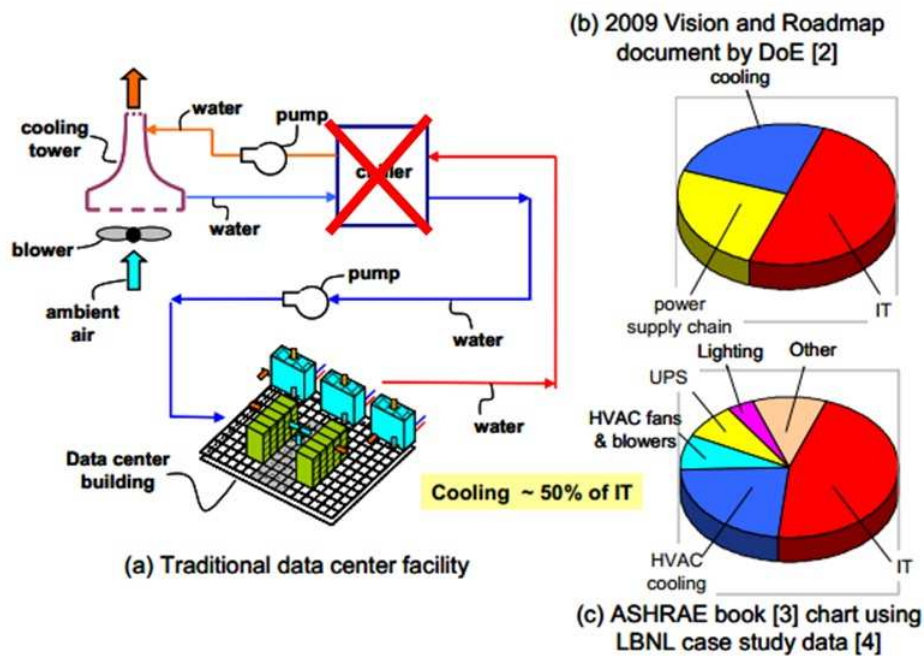 (b) 2009 Vision and Roadmap
document by DoE [2]
cooling
power
supply chain
IT
water
pump
cooling
tower
chiller
water
blower
pump
ambient
air
water
water
Data center
building
Cooling ~ 50% of IT
(a) Traditional data center facility
Lighting
Other
UPS
HVAC fans
& blowers
HVAC
cooling
IT
(c) ASHRAE book [3] chart using
LBNL case study data [4]